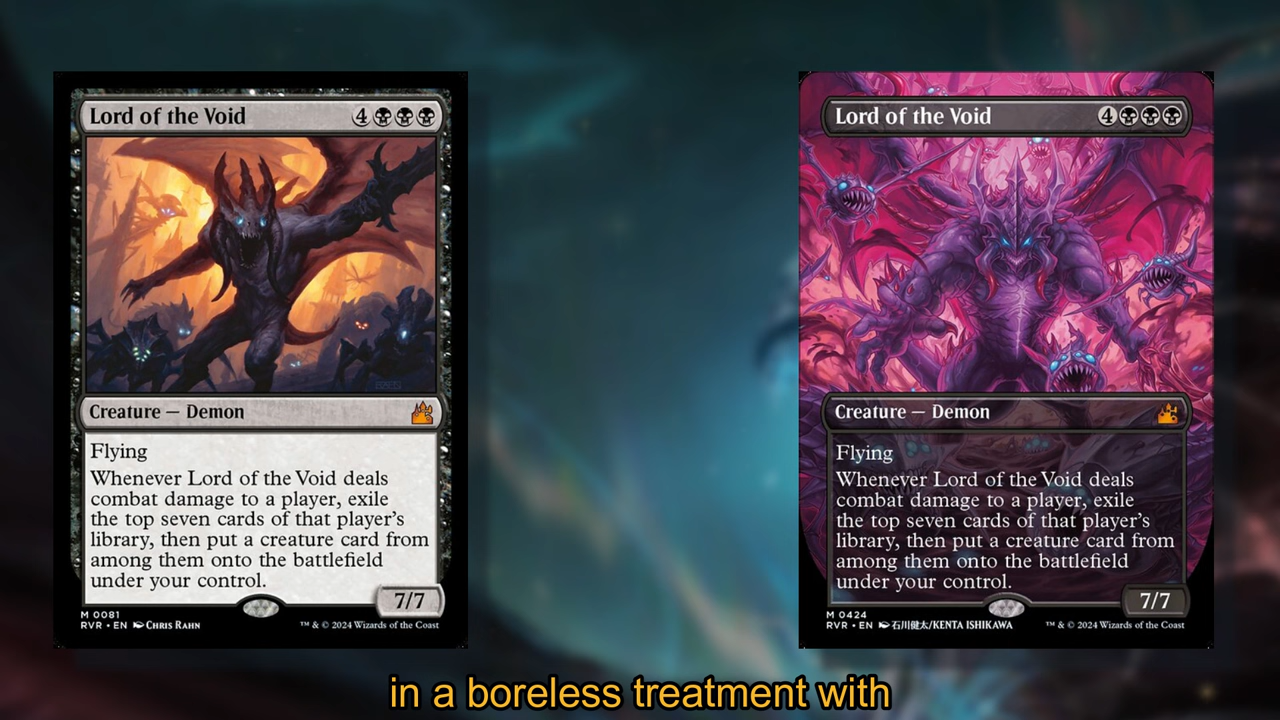 Lord of the Void 4
Creature — Demon
Flying
Whenever Lord of the Void deals
combat damage to a player, exile
the top seven cards of that player's
library, then put a creature card from
among them onto the battlefield
under your control.
7/7
M 0081
RVR • EN Chris Rahn
™ & © 2024 Wizards of the Coast
Lord of the Void 4
Creature — Demon
Flying
Whenever Lord of the Void deals
combat damage to a player, exile
the top seven cards of that player's
library, then put a creature card from
among them onto the battlefield
under your control.
7/7
M 0424
RVR • EN 石川健太/KENTA ISHIKAWA
™ & © 2024 Wizards of the Coast
in a boreless treatment with